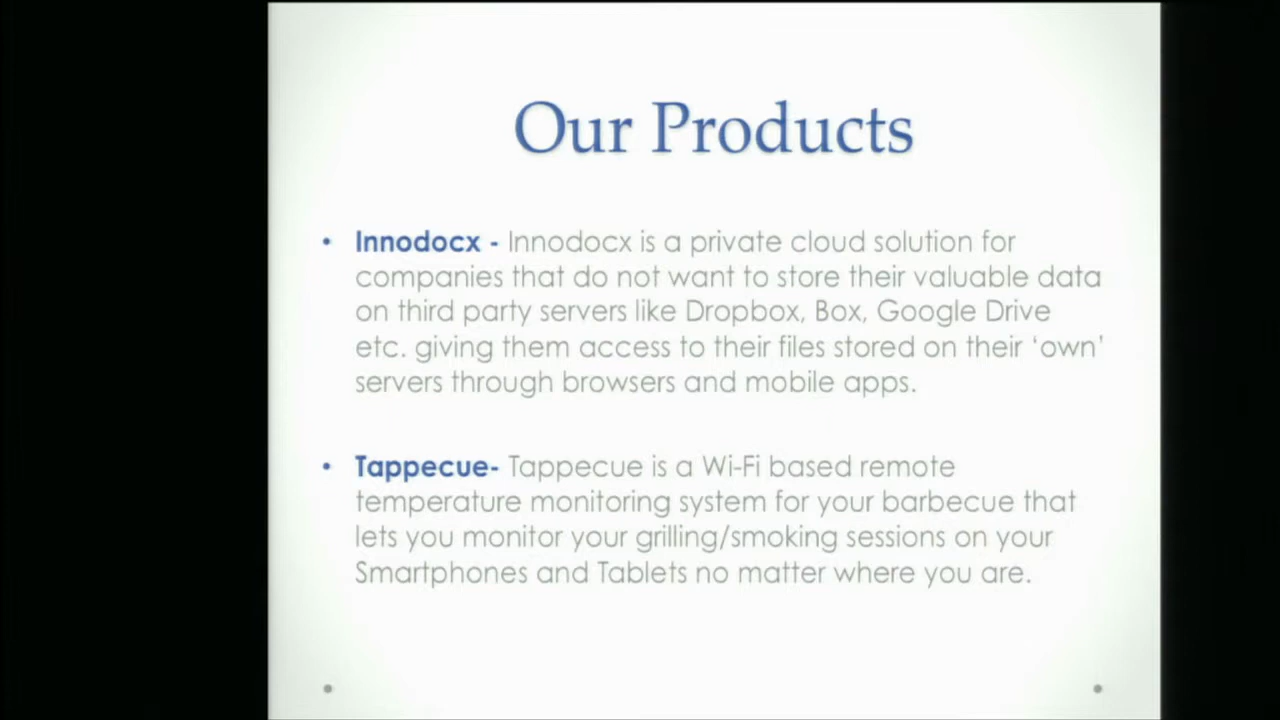 Our Products
• Innodocx - Innodocx is a private cloud solution for
companies that do not want to store their valuable data
on third party servers like Dropbox, Box, Google Drive
etc. giving them access to their files stored on their ‘own’
servers through browsers and mobile apps.
• Tappecue- Tappecue is a Wi-Fi based remote
temperature monitoring system for your barbecue that
lets you monitor your grilling/smoking sessions on your
Smartphones and Tablets no matter where you are.